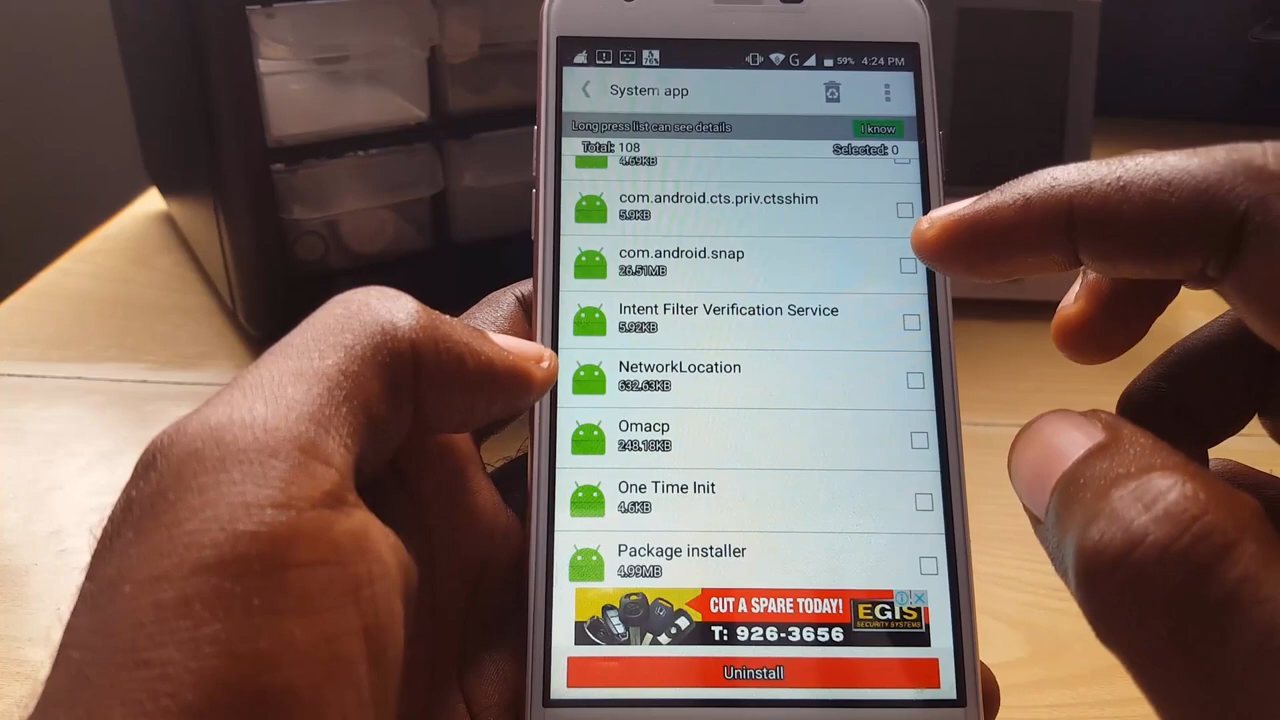 59% 4:24 PM
System app
Long press list can see details I know
Total: 108 Selected: 0
4.69KB
com.android.cts.priv.ctsshim
5.9KB
com.android.snap
26.51MB
Intent Filter Verification Service
5.92KB
NetworkLocation
632.63KB
Omacp
248.18KB
One Time Init
4.6KB
Package installer
4.99MB
CUT A SPARE TODAY!
T: 926-3656
EGIS
SECURITY SYSTEMS
Uninstall